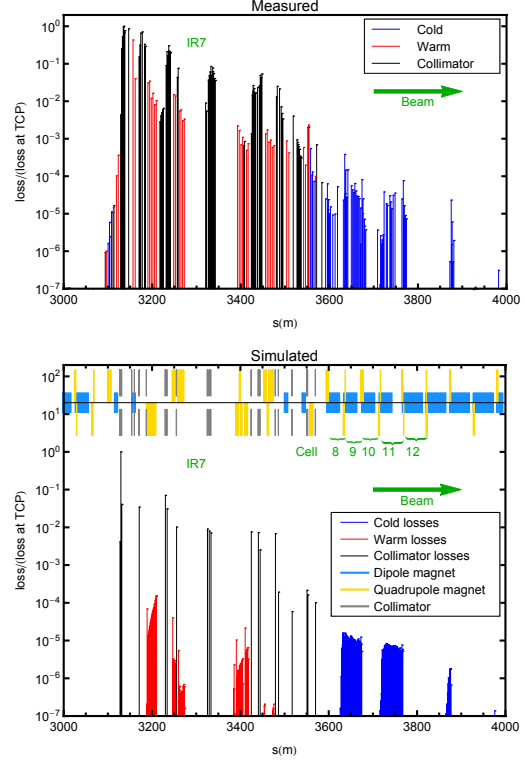 Measured
loss/(loss at TCP)
10^0
10^-1
10^-2
10^-3
10^-4
10^-5
10^-6
10^-7
IR7
Cold
Warm
Collimator
Beam
3000 3200 3400 3600 3800 4000
s(m)
Simulated
loss/(loss at TCP)
10^2
10^1
10^0
10^-1
10^-2
10^-3
10^-4
10^-5
10^-6
10^-7
Cell 8 9 10 11 12
IR7
Beam
Cold losses
Warm losses
Collimator losses
Dipole magnet
Quadrupole magnet
Collimator
3000 3200 3400 3600 3800 4000
s(m)